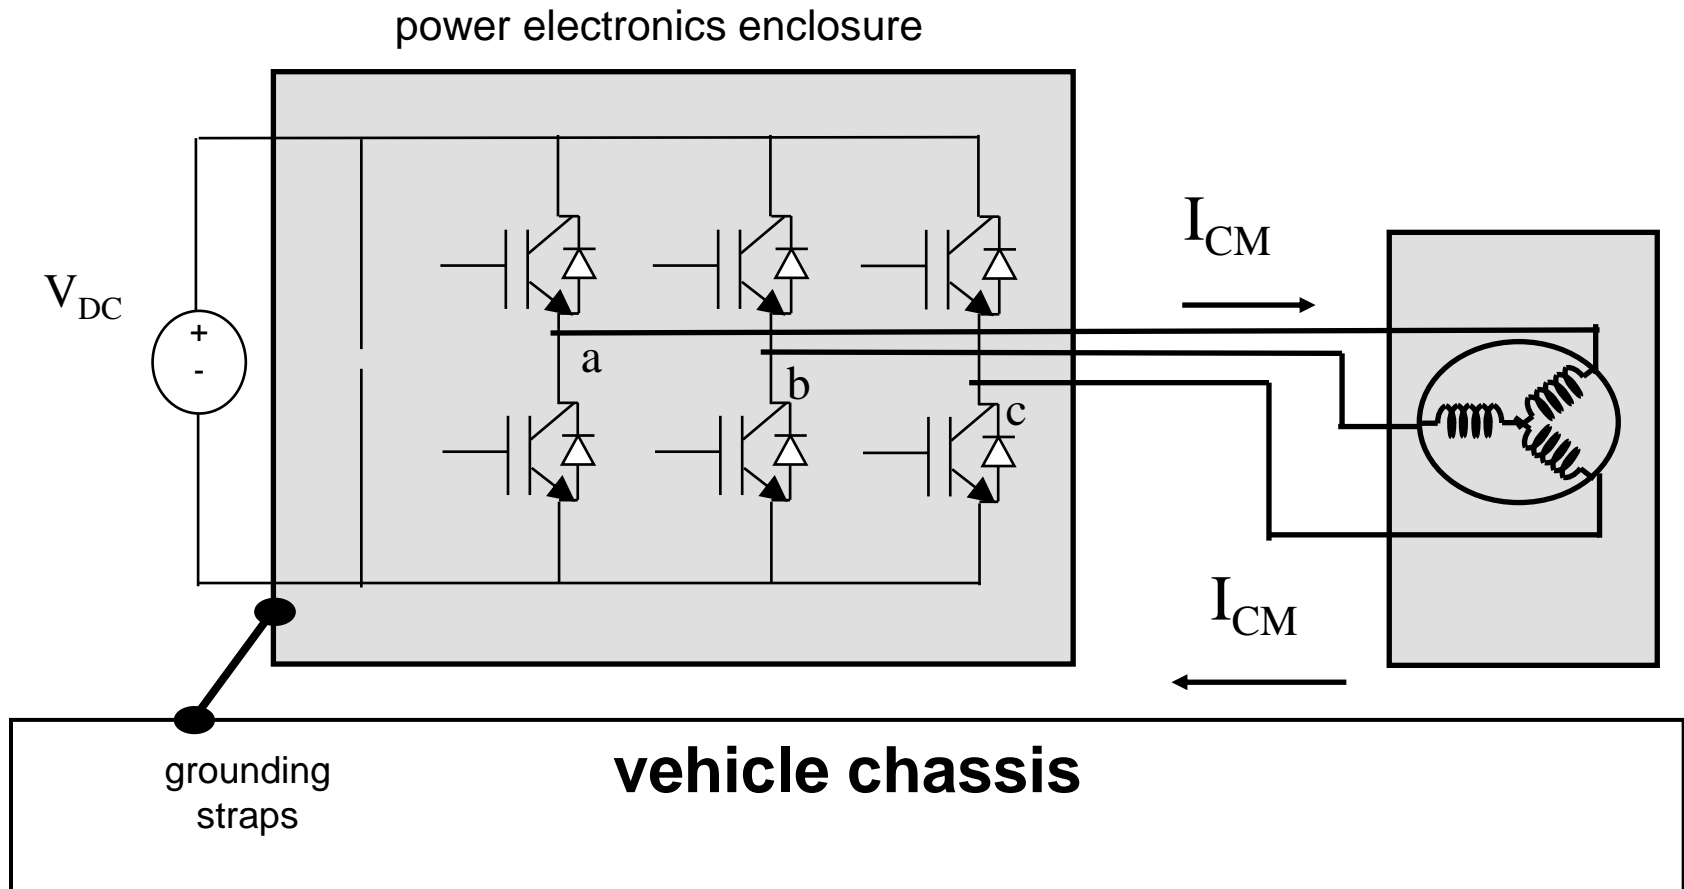 power electronics enclosure
I_CM
V_DC
+
-
a
b
c
I_CM
vehicle chassis
grounding
straps